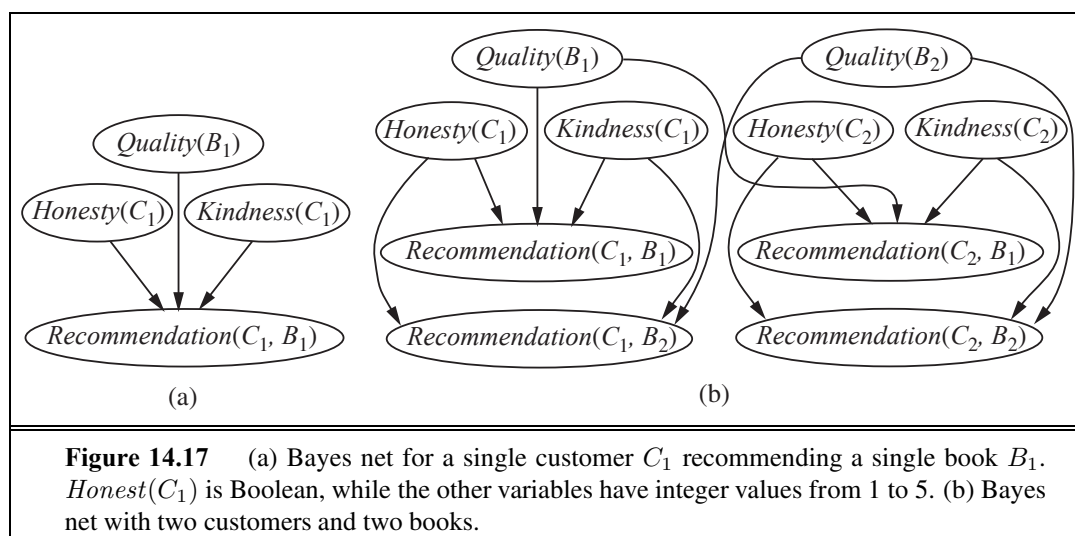 Quality(B1)
Honesty(C1) Kindness(C1)
Recommendation(C1, B1)
(a)
Quality(B1) Quality(B2)
Honesty(C1) Kindness(C1) Honesty(C2) Kindness(C2)
Recommendation(C1, B1) Recommendation(C2, B1)
Recommendation(C1, B2) Recommendation(C2, B2)
(b)
Figure 14.17 (a) Bayes net for a single customer C1 recommending a single book B1.
Honest(C1) is Boolean, while the other variables have integer values from 1 to 5. (b) Bayes
net with two customers and two books.